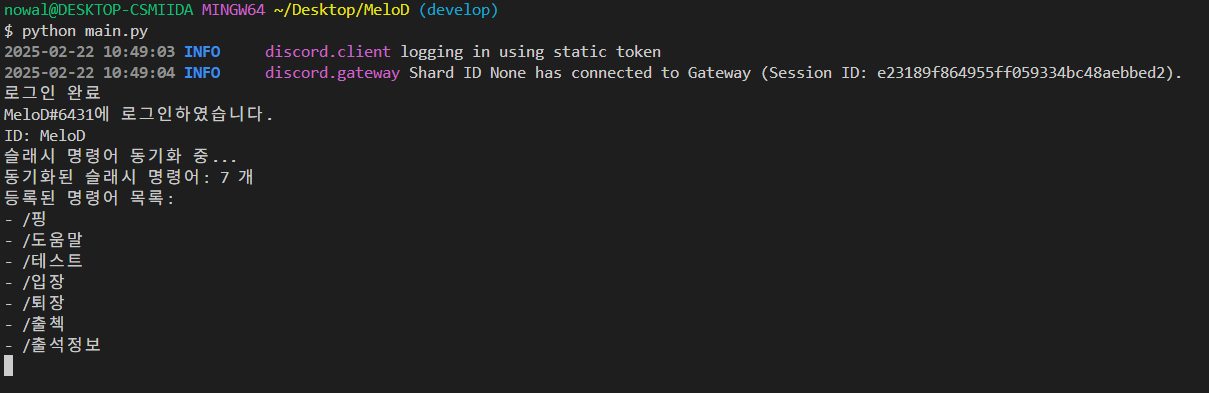 nowal@DESKTOP-CSMIIDA MINGW64 ~/Desktop/MeloD (develop)
$ python main.py
2025-02-22 10:49:03 INFO     discord.client logging in using static token
2025-02-22 10:49:04 INFO     discord.gateway Shard ID None has connected to Gateway (Session ID: e23189f864955ff059334bc48aebbed2).
로그인 완료
MeloD#6431에 로그인하였습니다.
ID: MeloD
슬래시 명령어 동기화 중...
동기화된 슬래시 명령어: 7 개
등록된 명령어 목록:
- /핑
- /도움말
- /테스트
- /입장
- /퇴장
- /출첵
- /출석정보